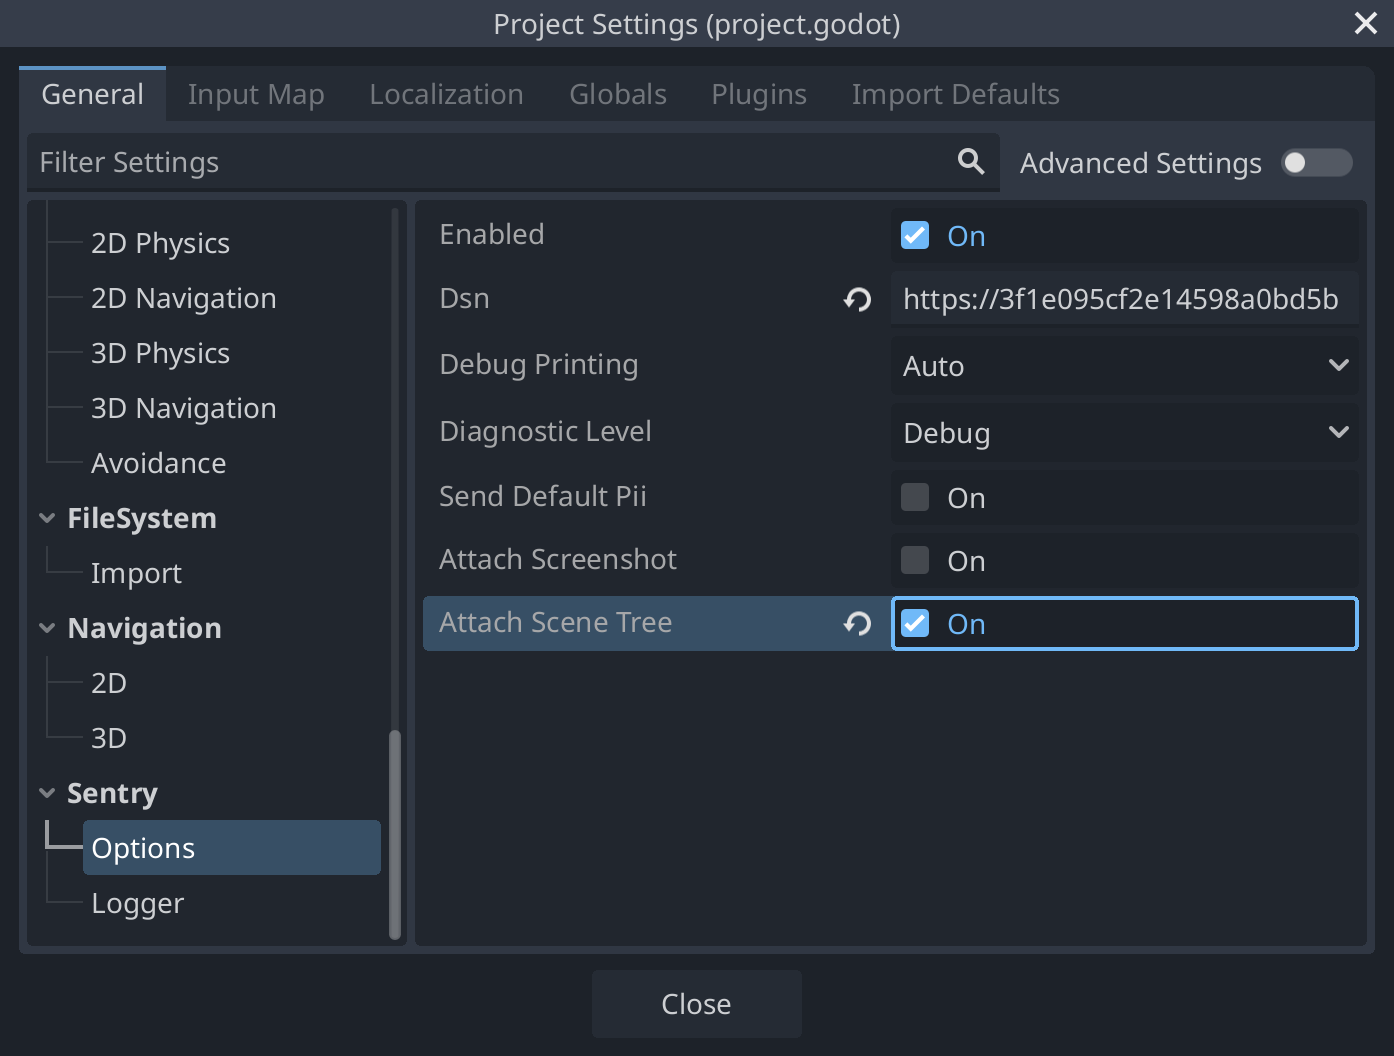 Project Settings (project.godot)
General Input Map Localization Globals Plugins Import Defaults
Filter Settings Advanced Settings
2D Physics
2D Navigation
3D Physics
3D Navigation
Avoidance
FileSystem
Import
Navigation
2D
3D
Sentry
Options
Logger
Enabled On
Dsn https://3f1e095cf2e14598a0bd5b
Debug Printing Auto
Diagnostic Level Debug
Send Default Pii On
Attach Screenshot On
Attach Scene Tree On
Close